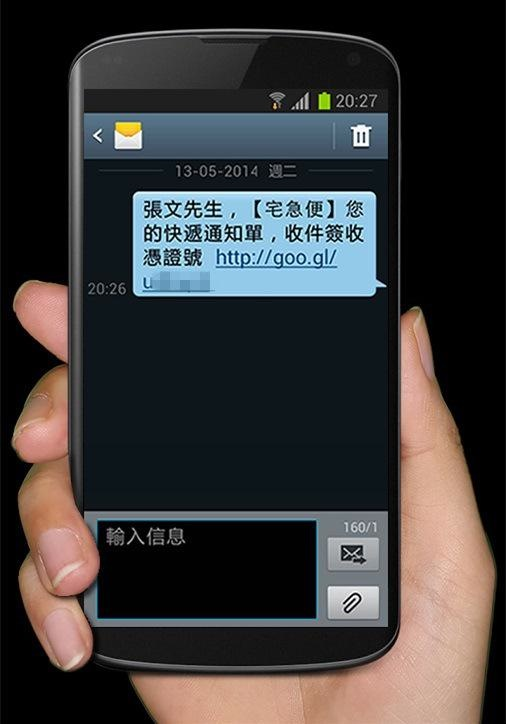 20:27
13-05-2014 週二
張文先生，【宅急便】您
的快遞通知單，收件簽收
憑證號 http://goo.gl/
u
20:26
160/1
輸入信息